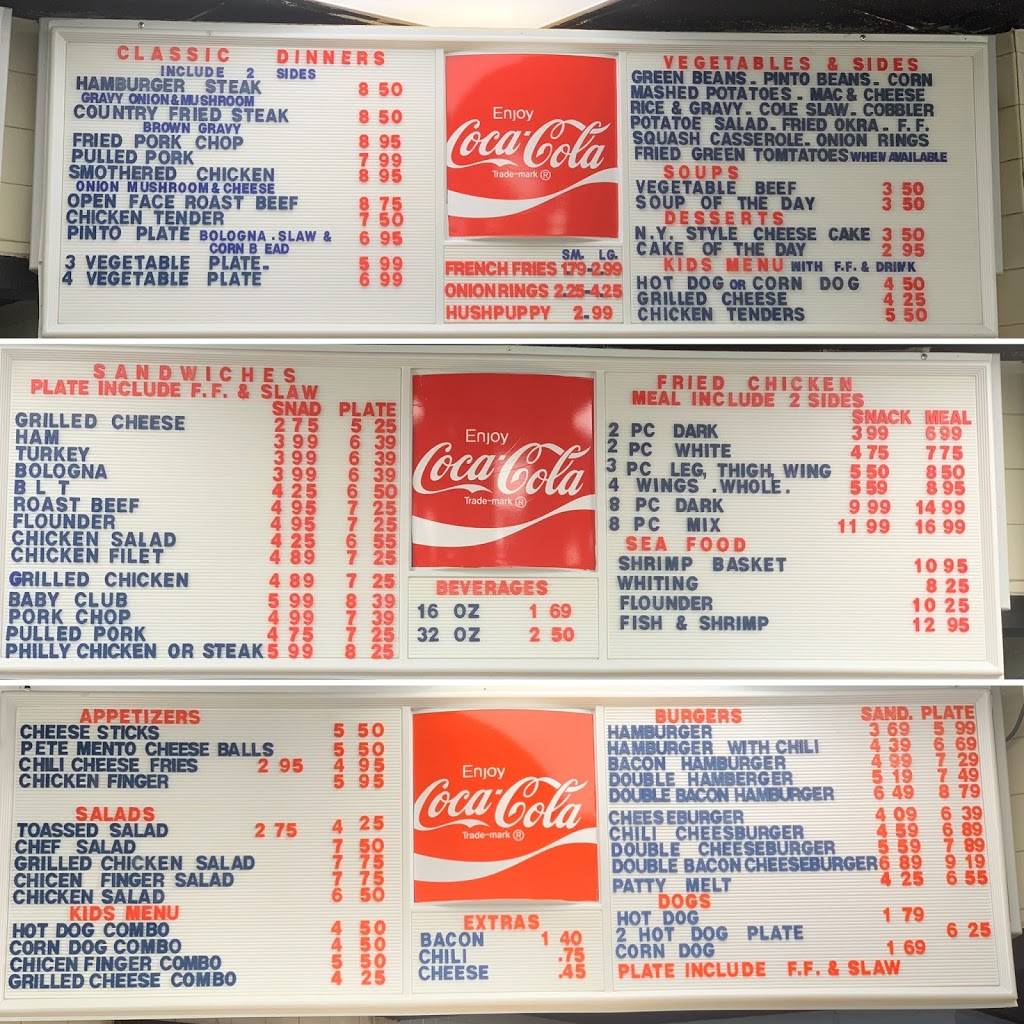 CLASSIC DINNERS
INCLUDE 2 SIDES
HAMBURGER STEAK 8 50
GRAVY ONION & MUSHROOM
COUNTRY FRIED STEAK 8 50
BROWN GRAVY
FRIED PORK CHOP 8 95
PULLED PORK 7 99
SMOTHERED CHICKEN 8 95
ONION MUSHROOM & CHEESE
OPEN FACE ROAST BEEF 8 75
CHICKEN TENDER 7 50
PINTO PLATE BOLOGNA . SLAW & 6 95
CORN B EAD
3 VEGETABLE PLATE- 5 99
4 VEGETABLE PLATE 6 99
Enjoy
Coca-Cola
Trade-mark ®
SM. LG.
FRENCH FRIES 1.79-2.99
ONION RINGS 2.25-4.25
HUSHPUPPY 2.99
VEGETABLES & SIDES
GREEN BEANS - PINTO BEANS - CORN
MASHED POTATOES - MAC & CHEESE
RICE & GRAVY - COLE SLAW - COBBLER
POTATOE SALAD - FRIED OKRA - F. F.
SQUASH CASSEROLE - ONION RINGS
FRIED GREEN TOMTATOES WHEN AVAILABLE
SOUPS
VEGETABLE BEEF 3 50
SOUP OF THE DAY 3 50
DESSERTS
N.Y. STYLE CHEESE CAKE 3 50
CAKE OF THE DAY 2 95
KIDS MENU WITH F.F. & DRINK
HOT DOG OR CORN DOG 4 50
GRILLED CHEESE 4 25
CHICKEN TENDERS 5 50
SANDWICHES
PLATE INCLUDE F.F. & SLAW
SNAD PLATE
GRILLED CHEESE 2 75 5 25
HAM 3 99 6 39
TURKEY 3 99 6 39
BOLOGNA 3 99 6 39
B L T 4 25 6 50
ROAST BEEF 4 95 7 25
FLOUNDER 4 95 7 25
CHICKEN SALAD 4 25 6 55
CHICKEN FILET 4 89 7 25
GRILLED CHICKEN 4 89 7 25
BABY CLUB 5 99 8 39
PORK CHOP 4 99 7 39
PULLED PORK 4 75 7 25
PHILLY CHICKEN OR STEAK 5 99 8 25
Enjoy
Coca-Cola
Trade-mark ®
BEVERAGES
16 OZ 1 69
32 OZ 2 50
FRIED CHICKEN
MEAL INCLUDE 2 SIDES
SNACK MEAL
2 PC DARK 3 99 6 99
2 PC WHITE 4 75 7 75
3 PC LEG, THIGH, WING 5 50 8 50
4 WINGS . WHOLE . 5 59 8 95
8 PC DARK 9 99 14 99
8 PC MIX 11 99 16 99
SEA FOOD
SHRIMP BASKET 10 95
WHITING 8 25
FLOUNDER 10 25
FISH & SHRIMP 12 95
APPETIZERS
CHEESE STICKS 5 50
PETE MENTO CHEESE BALLS 5 50
CHILI CHEESE FRIES 2 95 4 95
CHICKEN FINGER 5 95
SALADS
TOASSED SALAD 2 75 4 25
CHEF SALAD 7 50
GRILLED CHICKEN SALAD 7 75
CHICEN FINGER SALAD 7 75
CHICKEN SALAD 6 50
KIDS MENU
HOT DOG COMBO 4 50
CORN DOG COMBO 4 50
CHICEN FINGER COMBO 5 50
GRILLED CHEESE COMBO 4 25
Enjoy
Coca-Cola
Trade-mark ®
EXTRAS
BACON 1 40
CHILI .75
CHEESE .45
BURGERS SAND. PLATE
HAMBURGER 3 69 5 99
HAMBURGER WITH CHILI 4 39 6 69
BACON HAMBURGER 4 99 7 29
DOUBLE HAMBERGER 5 19 7 49
DOUBLE BACON HAMBURGER 6 49 8 79
CHEESEBURGER 4 09 6 39
CHILI CHEESBURGER 4 59 6 89
DOUBLE CHEESEBURGER 5 59 7 89
DOUBLE BACON CHEESEBURGER 6 89 9 19
PATTY MELT 4 25 6 55
DOGS
HOT DOG 1 79
2 HOT DOG PLATE 6 25
CORN DOG 1 69
PLATE INCLUDE F.F. & SLAW